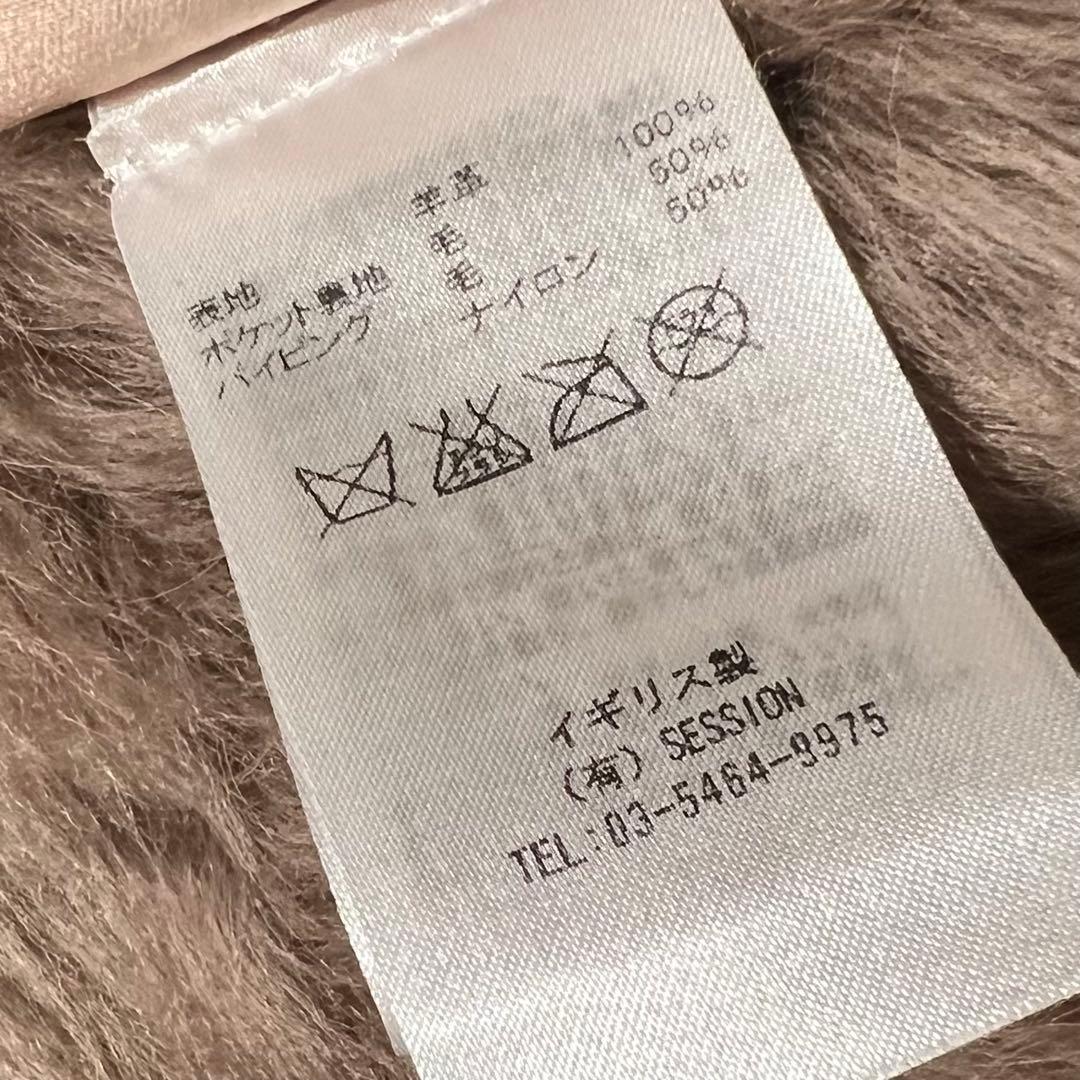 表地 羊革 100%
ポケット裏地 毛 50%
パイピング 毛 50%
ナイロン
イギリス製
(有) SESSION
TEL:03-5464-9975